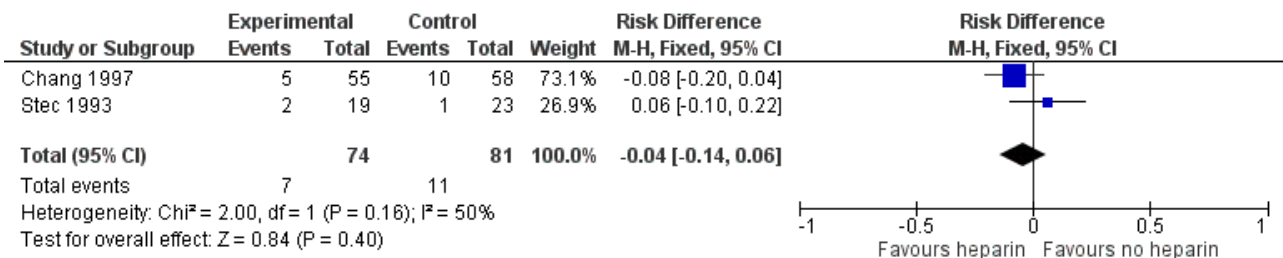 Experimental Control Risk Difference Risk Difference
Study or Subgroup Events Total Events Total Weight M-H, Fixed, 95% CI M-H, Fixed, 95% CI
Chang 1997 5 55 10 58 73.1% -0.08 [-0.20, 0.04]
Stec 1993 2 19 1 23 26.9% 0.06 [-0.10, 0.22]
Total (95% CI) 74 81 100.0% -0.04 [-0.14, 0.06]
Total events 7 11
Heterogeneity: Chi² = 2.00, df = 1 (P = 0.16); I² = 50%
Test for overall effect: Z = 0.84 (P = 0.40)
-1 -0.5 0 0.5 1
Favours heparin Favours no heparin